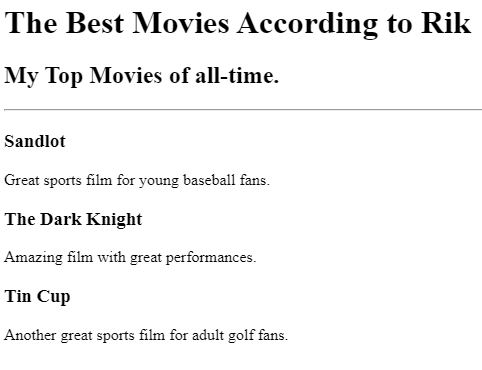 The Best Movies According to Rik
My Top Movies of all-time.
Sandlot
Great sports film for young baseball fans.
The Dark Knight
Amazing film with great performances.
Tin Cup
Another great sports film for adult golf fans.